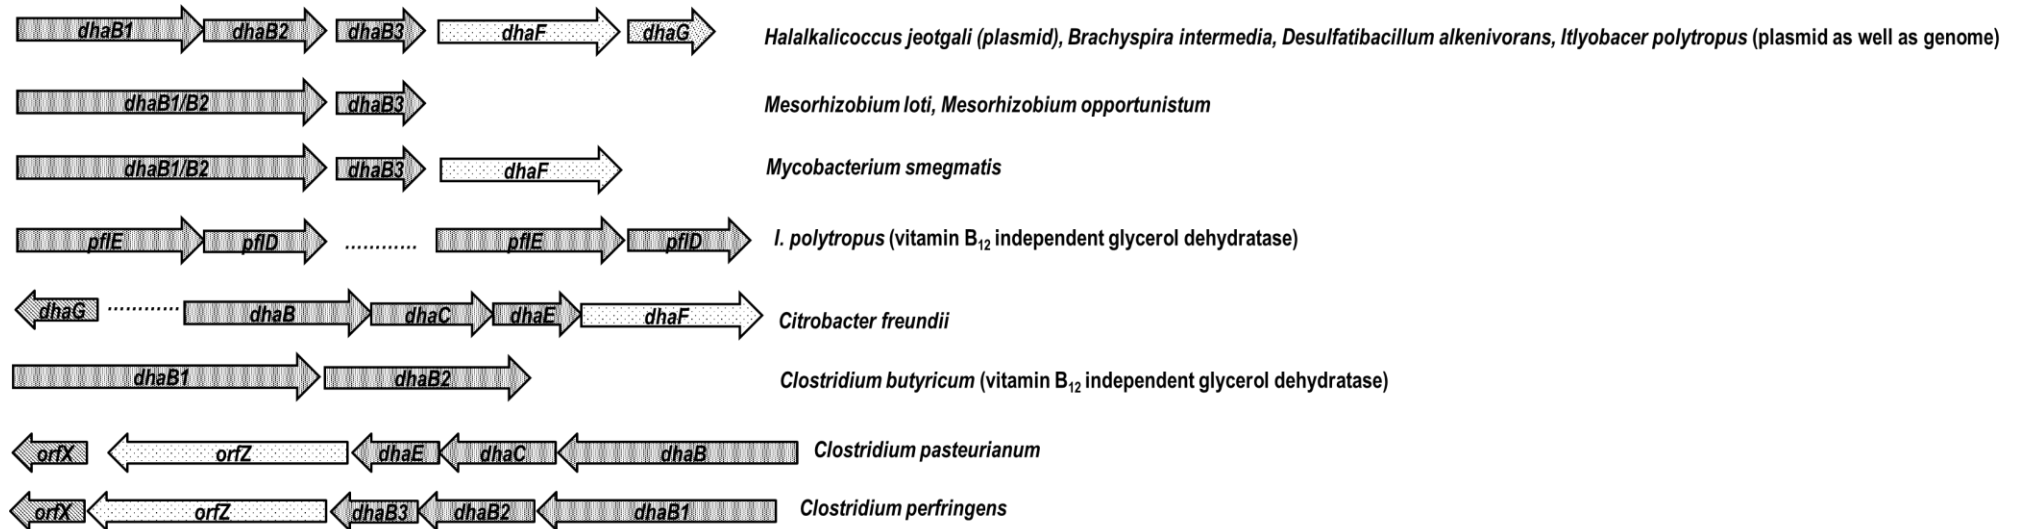 dhaB1 dhaB2 dhaB3 dhaF dhaG Halalkalicoccus jeotgali (plasmid), Brachyspira intermedia, Desulfatibacillum alkenivorans, Itlyobacer polytropus (plasmid as well as genome)
dhaB1/B2 dhaB3 Mesorhizobium loti, Mesorhizobium opportunistum
dhaB1/B2 dhaB3 dhaF Mycobacterium smegmatis
pflE pflD ............ pflE pflD I. polytropus (vitamin B12 independent glycerol dehydratase)
dhaG ............ dhaB dhaC dhaE dhaF Citrobacter freundii
dhaB1 dhaB2 Clostridium butyricum (vitamin B12 independent glycerol dehydratase)
orfX orfZ dhaE dhaC dhaB Clostridium pasteurianum
orfX orfZ dhaB3 dhaB2 dhaB1 Clostridium perfringens